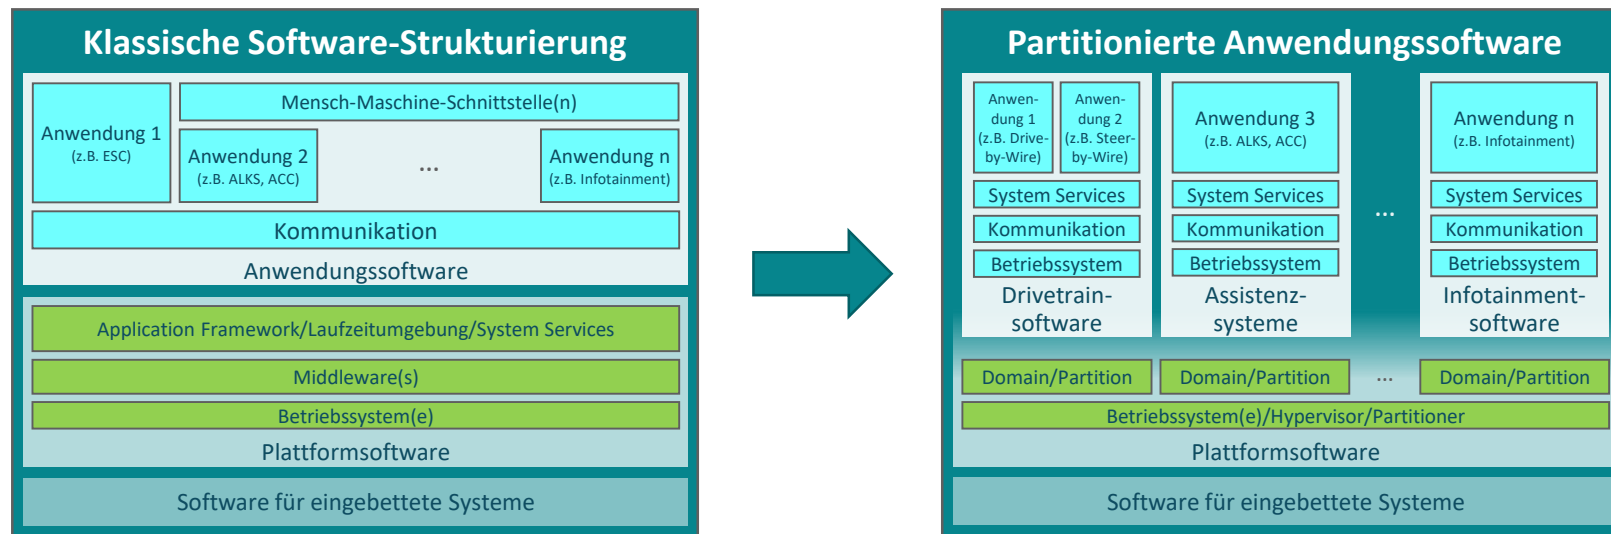 Klassische Software-Strukturierung
Anwendung 1
(z.B. ESC)
Mensch-Maschine-Schnittstelle(n)
Anwendung 2
(z.B. ALKS, ACC)
...
Anwendung n
(z.B. Infotainment)
Kommunikation
Anwendungssoftware
Application Framework/Laufzeitumgebung/System Services
Middleware(s)
Betriebssystem(e)
Plattformsoftware
Software für eingebettete Systeme
Partitionierte Anwendungssoftware
Anwen-
dung 1
(z.B. Drive-
by-Wire)
Anwen-
dung 2
(z.B. Steer-
by-Wire)
System Services
Kommunikation
Betriebssystem
Drivetrain-
software
Anwendung 3
(z.B. ALKS, ACC)
System Services
Kommunikation
Betriebssystem
Assistenz-
systeme
...
Anwendung n
(z.B. Infotainment)
System Services
Kommunikation
Betriebssystem
Infotainment-
software
Domain/Partition
Domain/Partition
...
Domain/Partition
Betriebssystem(e)/Hypervisor/Partitioner
Plattformsoftware
Software für eingebettete Systeme